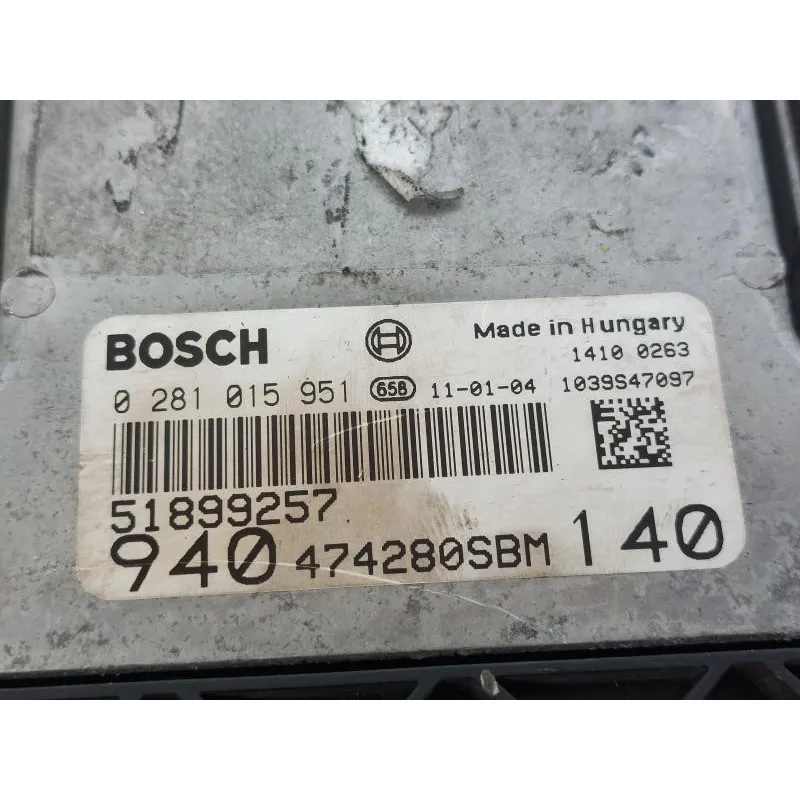 BOSCH Made in Hungary
1410 0263
0 281 015 951 658 11-01-04 1039S47097
51899257
940 474280SBM 140